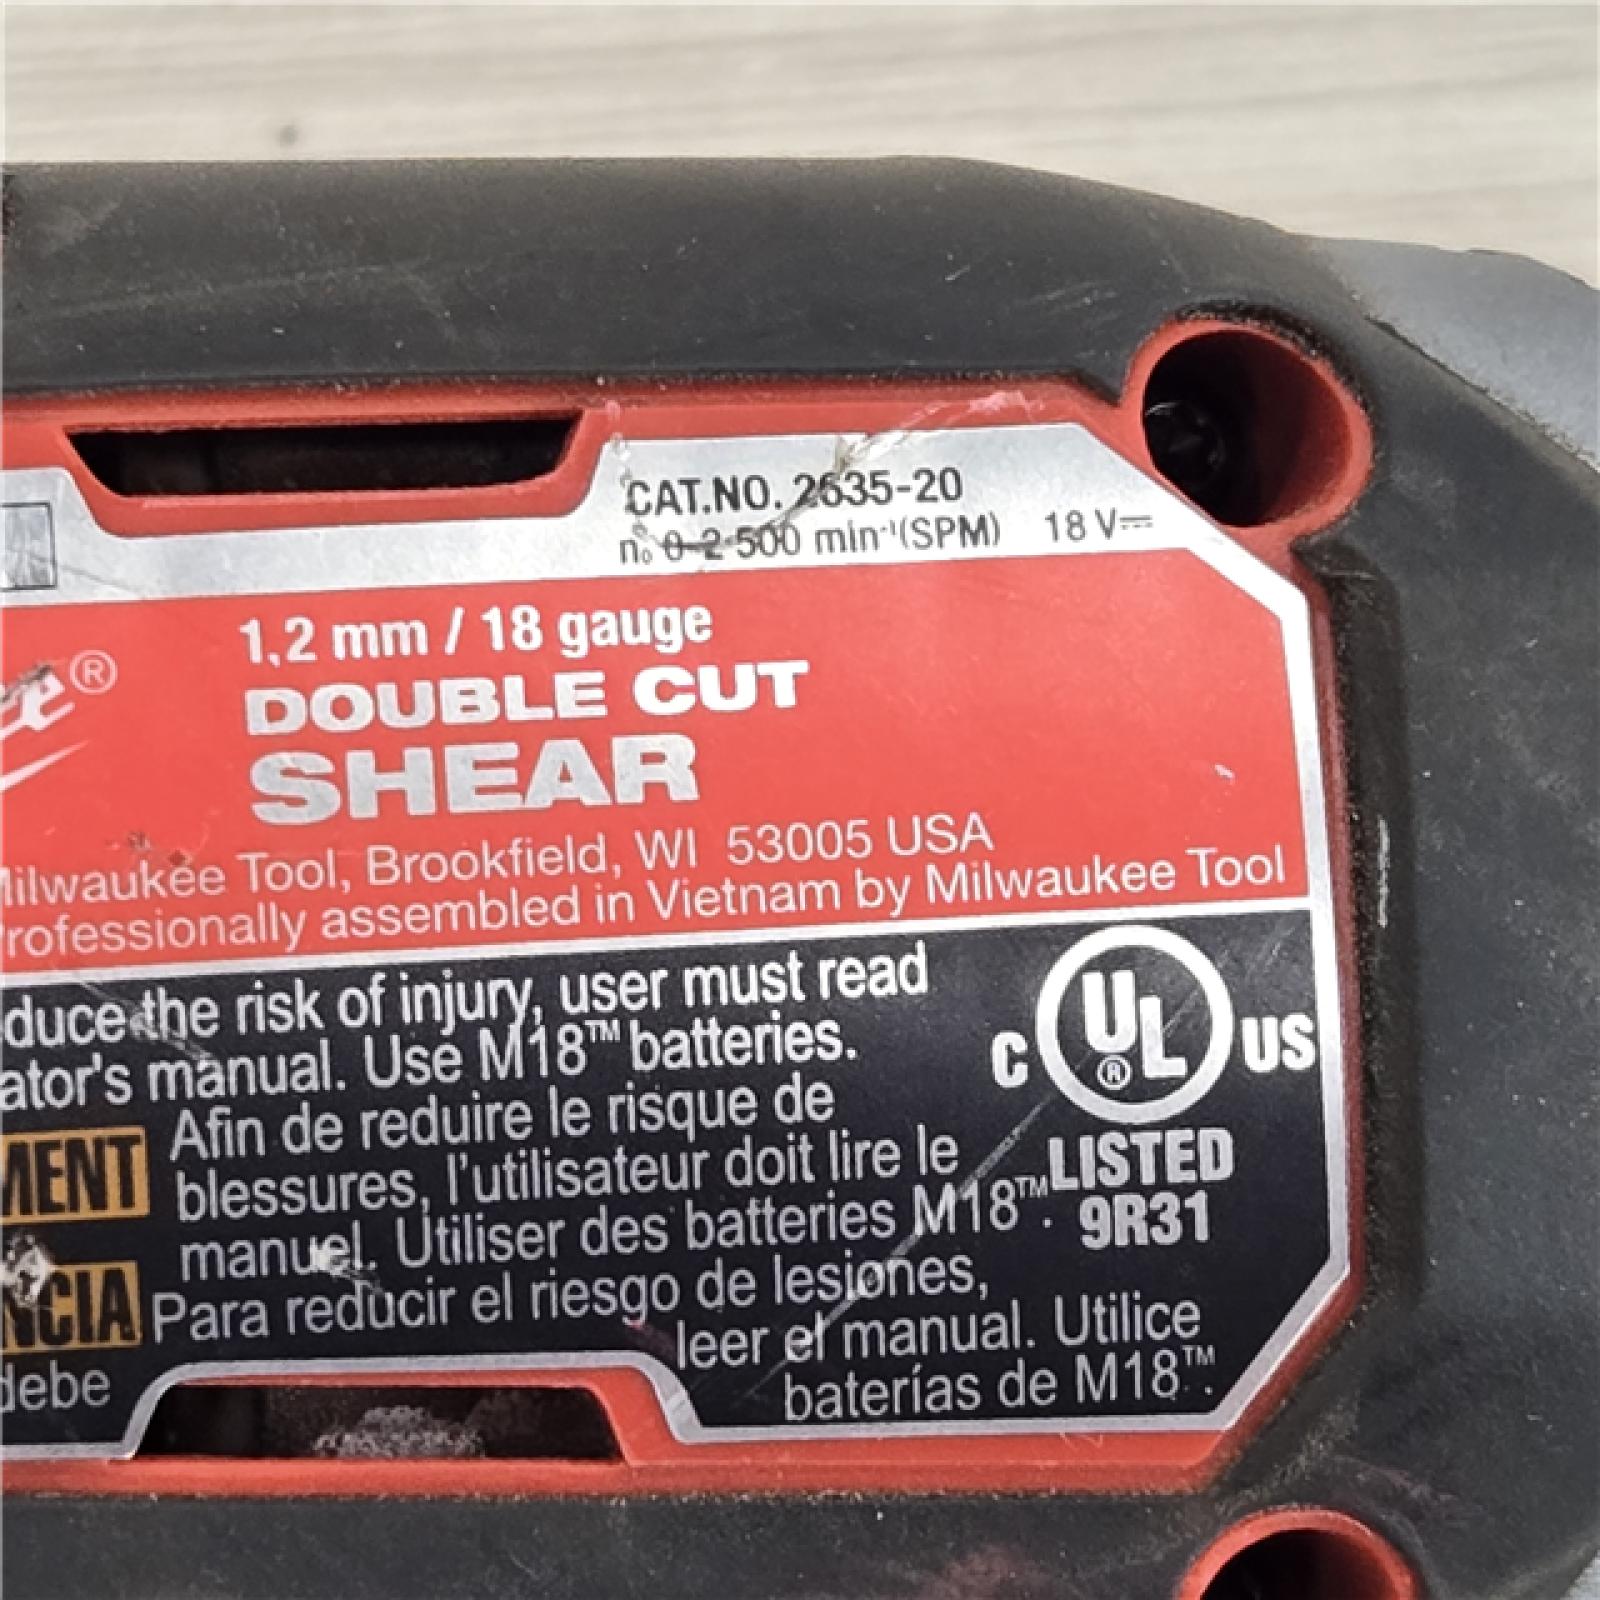 CAT.NO. 2635-20
n₀ 0-2 500 min⁻¹(SPM) 18 V
®
1,2 mm / 18 gauge
DOUBLE CUT
SHEAR
Milwaukee Tool, Brookfield, WI 53005 USA
rofessionally assembled in Vietnam by Milwaukee Tool
duce the risk of injury, user must read
ator's manual. Use M18™ batteries.
C UL® US
LISTED
9R31
MENT Afin de réduire le risque de
blessures, l'utilisateur doit lire le
manuel. Utiliser des batteries M18™.
NCIA Para reducir el riesgo de lesiones,
debe leer el manual. Utilice
baterías de M18™.